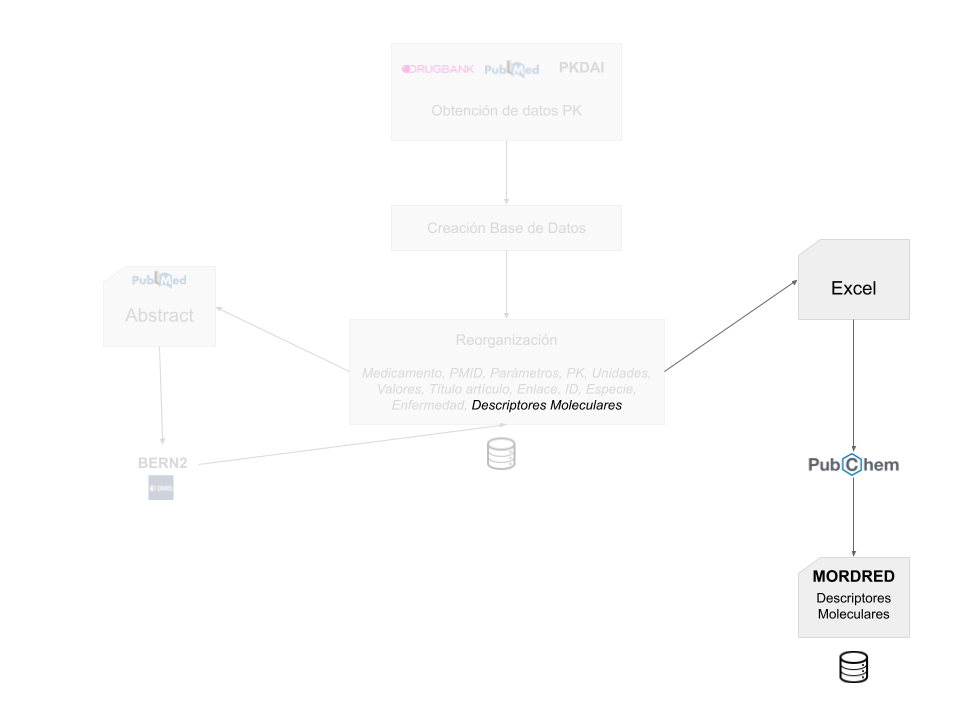 DRUGBANK PubMed PKDAI
Obtención de datos PK
Creación Base de Datos
PubMed
Abstract
Excel
Reorganización
Medicamento, PMID, Parámetros, PK, Unidades,
Valores, Título artículo, Enlace, ID, Especie,
Enfermedad, Descriptores Moleculares
BERN2
PubChem
MORDRED
Descriptores
Moleculares